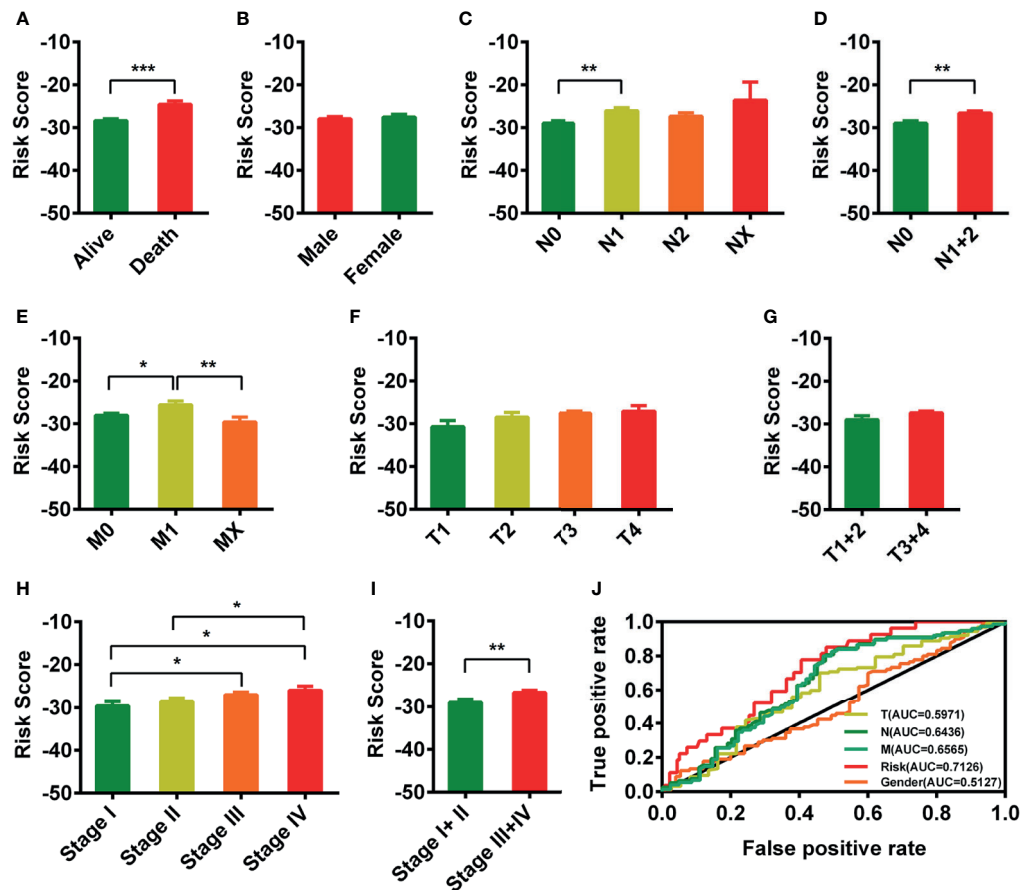 A
Risk Score
-10
-20
-30
-40
-50
***
Alive
Death
B
Risk Score
-10
-20
-30
-40
-50
Male
Female
C
Risk Score
-10
-20
-30
-40
-50
**
N0
N1
N2
NX
D
Risk Score
-10
-20
-30
-40
-50
**
N0
N1+2
E
Risk Score
-10
-20
-30
-40
-50
*
**
M0
M1
MX
F
Risk Score
-10
-20
-30
-40
-50
T1
T2
T3
T4
G
Risk Score
-10
-20
-30
-40
-50
T1+2
T3+4
H
Risk Score
-10
-20
-30
-40
-50
*
*
*
Stage I
Stage II
Stage III
Stage IV
I
Risk Score
-10
-20
-30
-40
-50
**
Stage I+ II
Stage III+IV
J
True positive rate
1.0
0.8
0.6
0.4
0.2
0.0
T(AUC=0.5971)
N(AUC=0.6436)
M(AUC=0.6565)
Risk(AUC=0.7126)
Gender(AUC=0.5127)
0.0 0.2 0.4 0.6 0.8 1.0
False positive rate